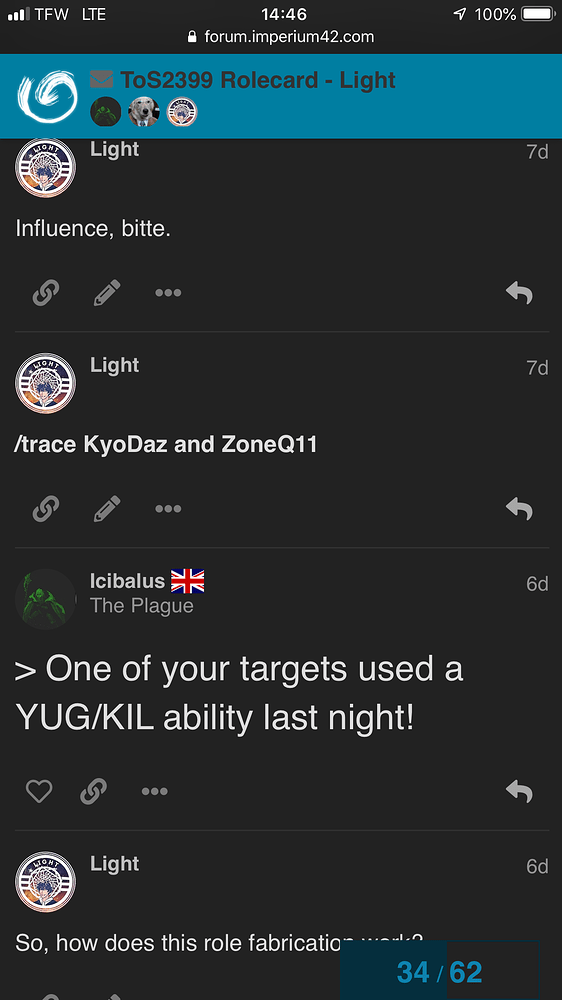 TFW LTE 14:46 100%
forum.imperium42.com
ToS2399 Rolecard - Light
Light 7d
Influence, bitte.
Light 7d
/trace KyoDaz and ZoneQ11
Icibalus 6d
The Plague
> One of your targets used a
YUG/KIL ability last night!
Light 6d
So, how does this role fabrication work?
34 / 62